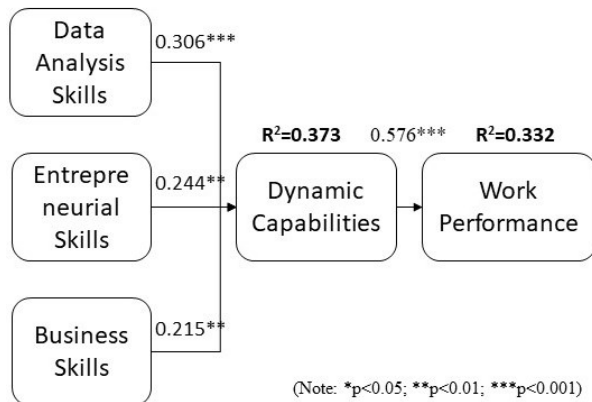 Data
Analysis
Skills
0.306***
Entrepre
neurial
Skills
0.244**
Business
Skills
0.215**
R²=0.373
Dynamic
Capabilities
0.576***
R²=0.332
Work
Performance
(Note: *p<0.05; **p<0.01; ***p<0.001)